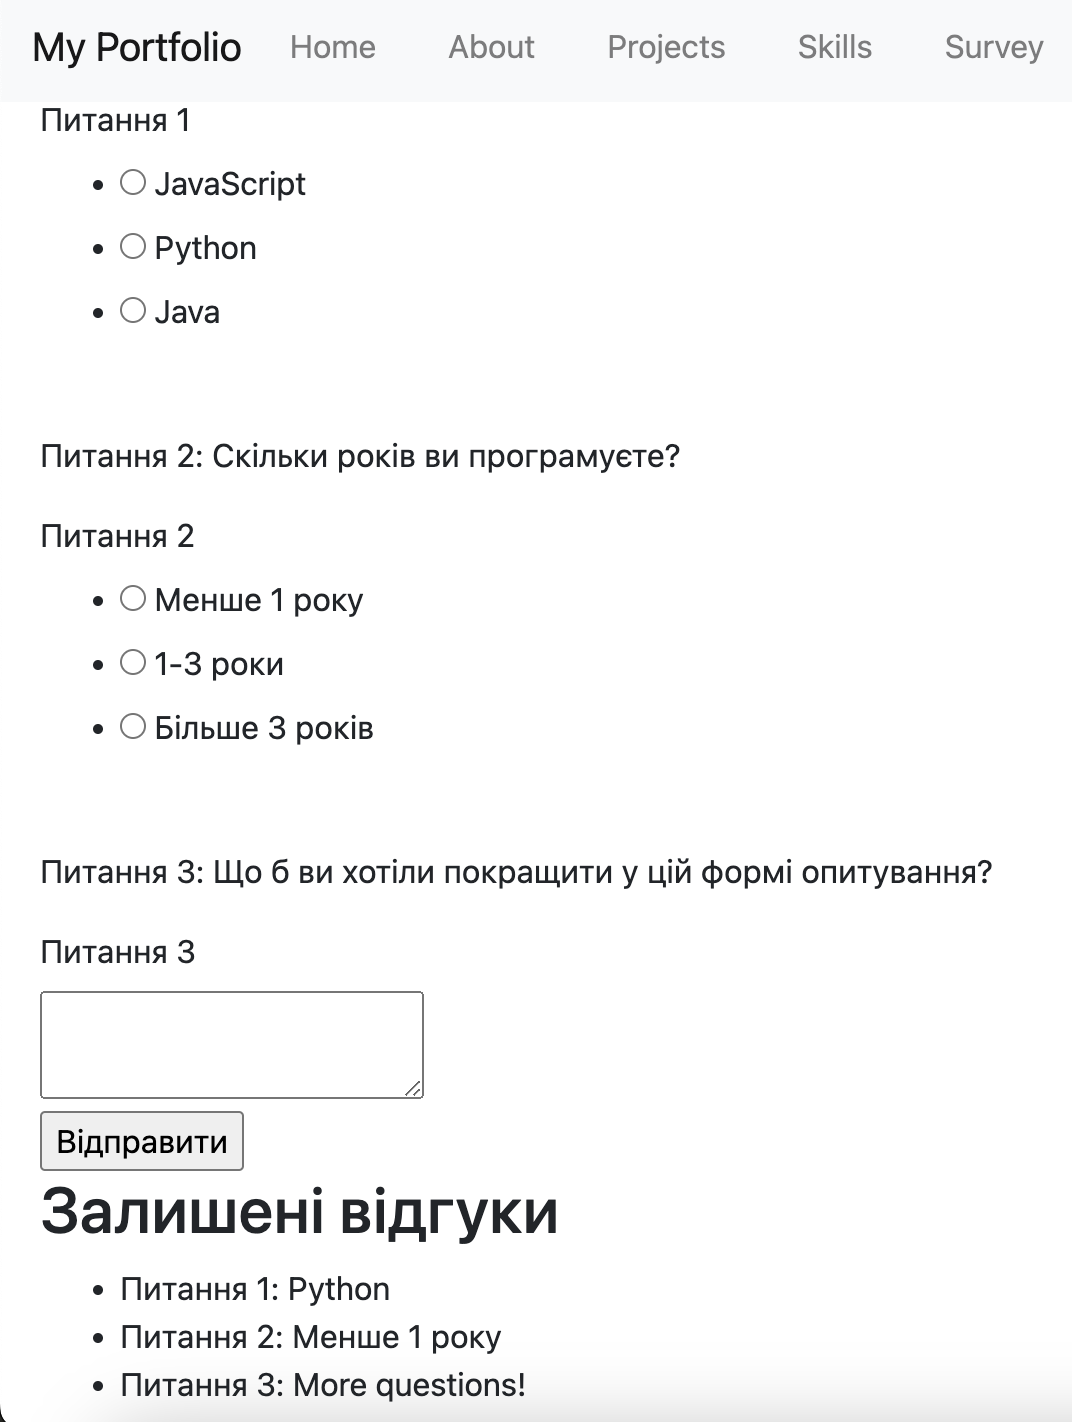 My Portfolio Home About Projects Skills Survey
Питання 1
JavaScript
Python
Java
Питання 2: Скільки років ви програмуєте?
Питання 2
Менше 1 року
1-3 роки
Більше 3 років
Питання 3: Що б ви хотіли покращити у цій формі опитування?
Питання 3
Відправити
Залишені відгуки
Питання 1: Python
Питання 2: Менше 1 року
Питання 3: More questions!